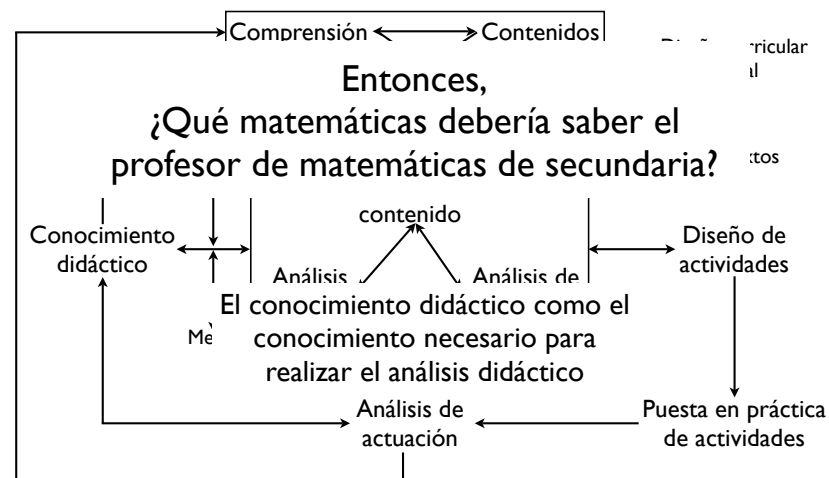 Comprensión
Contenidos
Entonces,
¿Qué matemáticas debería saber el
profesor de matemáticas de secundaria?
contenido
Conocimiento
didáctico
Diseño de
actividades
Análisis
Análisis de
El conocimiento didáctico como el
conocimiento necesario para
realizar el análisis didáctico
Análisis de
actuación
Puesta en práctica
de actividades